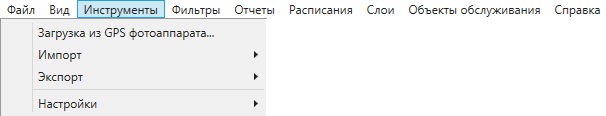 Файл Вид Инструменты Фильтры Отчеты Расписания Слои Объекты обслуживания Справка
Загрузка из GPS фотоаппарата...
Импорт
Экспорт
Настройки